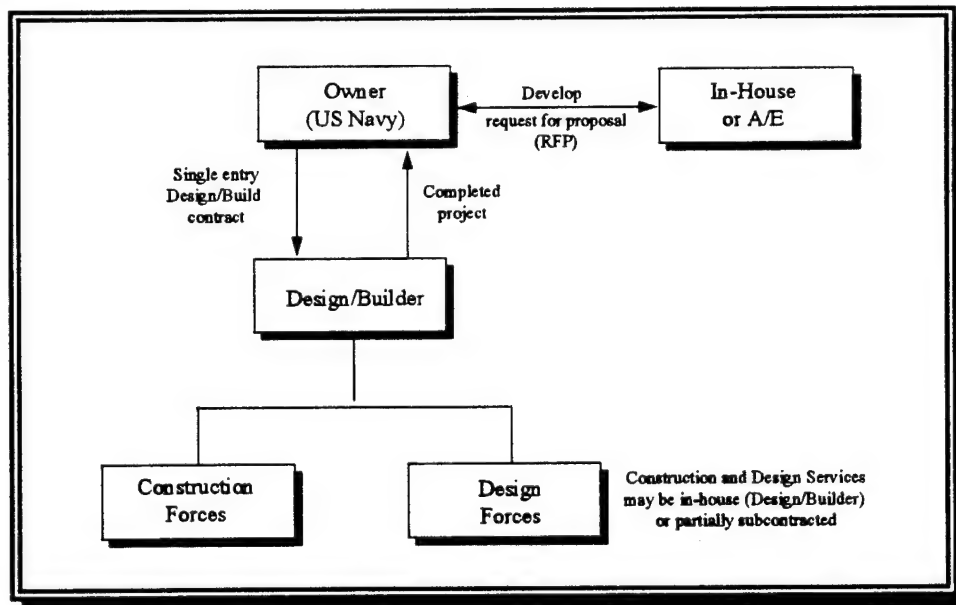 Owner
(US Navy)
Develop
request for proposal
(RFP)
In-House
or A/E
Single entry
Design/Build
contract
Completed
project
Design/Builder
Construction
Forces
Design
Forces
Construction and Design Services
may be in-house (Design/Builder)
or partially subcontracted